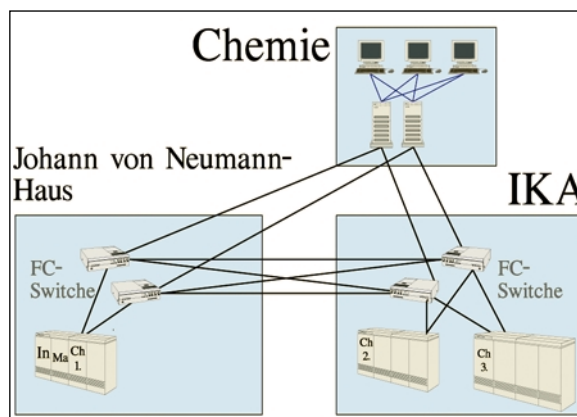 Chemie
Johann von Neumann-
Haus
IKA
FC-
Switche
FC-
Switche
In Ma Ch
1.
Ch
2.
Ch
3.